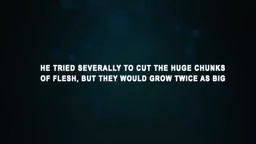 HE TRIED SEVERALLY TO CUT THE HUGE CHUNKS
OF FLESH, BUT THEY WOULD GROW TWICE AS BIG